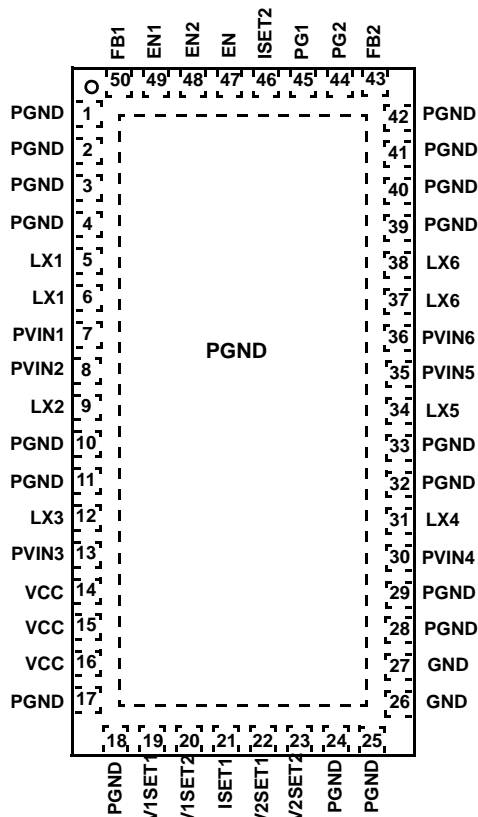 FB1 EN1 EN2 EN ISET2 PG1 PG2 FB2
50 49 48 47 46 45 44 43
PGND 1 42 PGND
PGND 2 41 PGND
PGND 3 40 PGND
PGND 4 39 PGND
LX1 5 38 LX6
LX1 6 37 LX6
PVIN1 7 36 PVIN6
PGND
PVIN2 8 35 PVIN5
LX2 9 34 LX5
PGND 10 33 PGND
PGND 11 32 PGND
LX3 12 31 LX4
PVIN3 13 30 PVIN4
VCC 14 29 PGND
VCC 15 28 PGND
VCC 16 27 GND
PGND 17 26 GND
18 19 20 21 22 23 24 25
PGND V1SET1 V1SET2 ISET1 V2SET1 V2SET2 PGND PGND